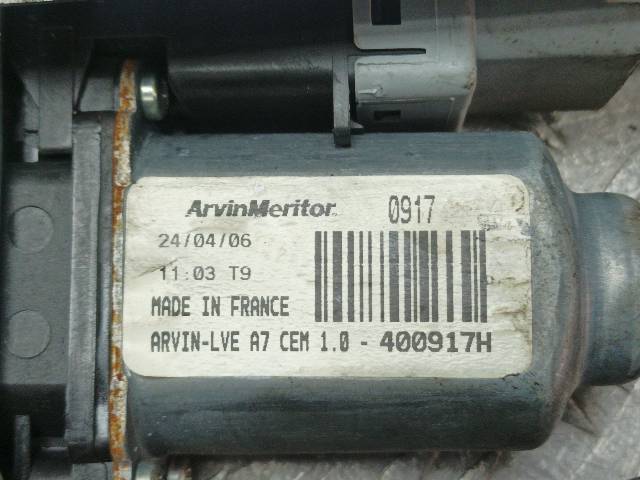 ArvinMeritor 0917
24/04/06
11:03 T9
MADE IN FRANCE
ARVIN-LVE A7 CEM 1.0 - 400917H